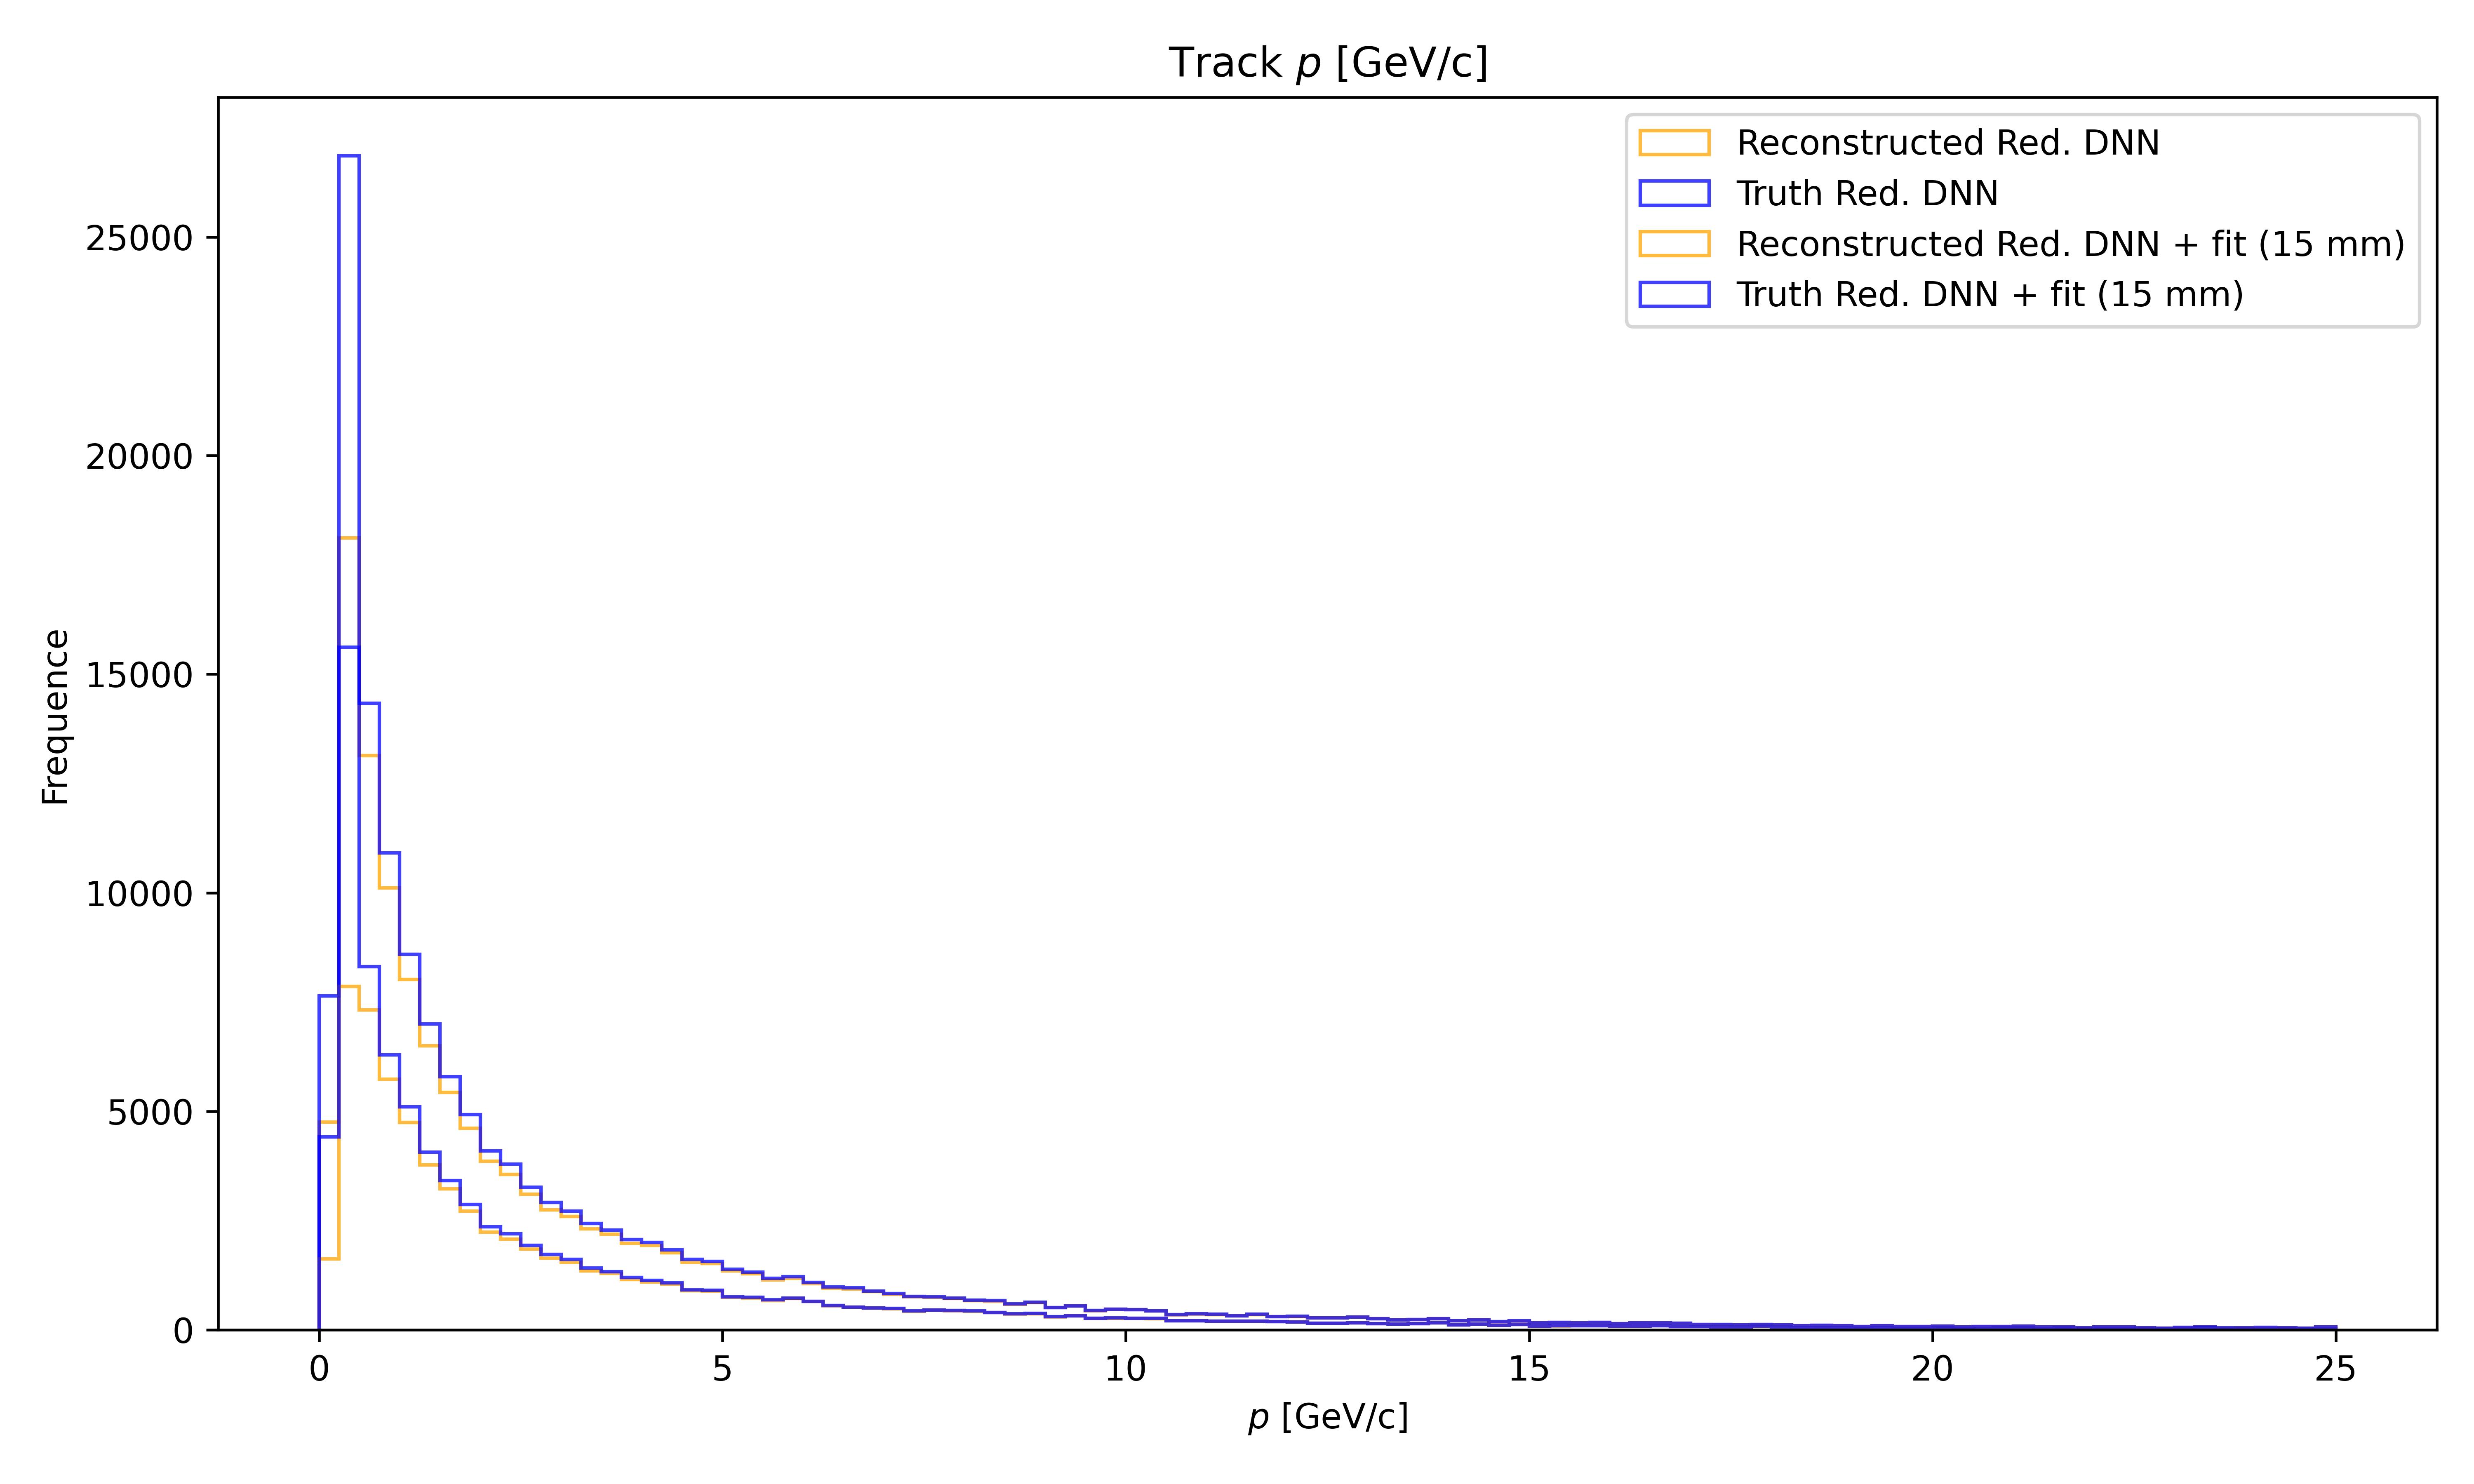 Track p [GeV/c]
Reconstructed Red. DNN
Truth Red. DNN
Reconstructed Red. DNN + fit (15 mm)
Truth Red. DNN + fit (15 mm)
25000
20000
15000
10000
5000
0
Frequence
0 5 10 15 20 25
p [GeV/c]